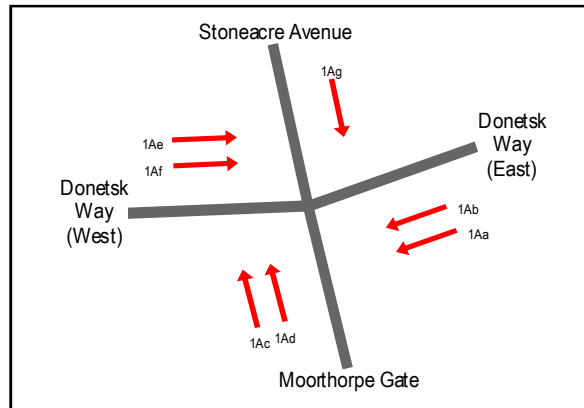 Stoneacre Avenue
1Ag
1Ae
1Af
Donetsk
Way
(East)
Donetsk
Way
(West)
1Ab
1Aa
1Ac
1Ad
Moorthorpe Gate